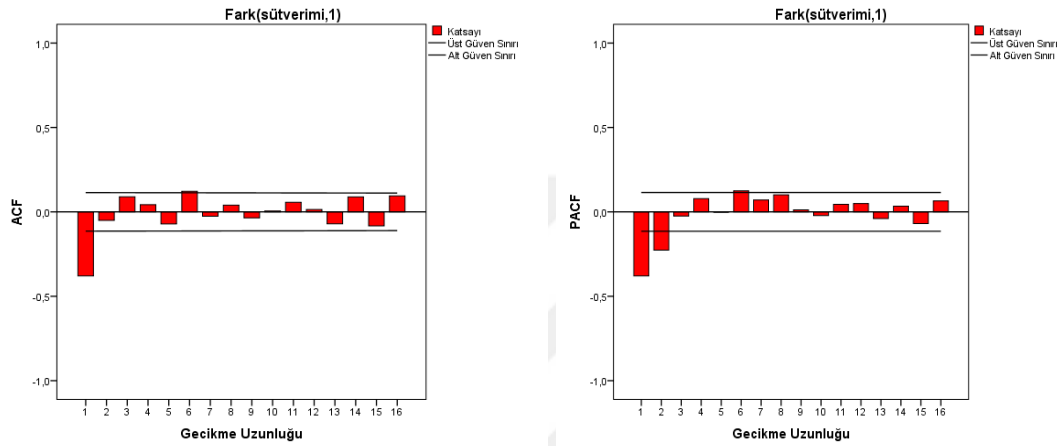 Fark(sütverimi,1)
Katsayı
Üst Güven Sınırı
Alt Güven Sınırı
ACF
1,0
0,5
0,0
-0,5
-1,0
1 2 3 4 5 6 7 8 9 10 11 12 13 14 15 16
Gecikme Uzunluğu
Fark(sütverimi,1)
Katsayı
Üst Güven Sınırı
Alt Güven Sınırı
PACF
1,0
0,5
0,0
-0,5
-1,0
1 2 3 4 5 6 7 8 9 10 11 12 13 14 15 16
Gecikme Uzunluğu